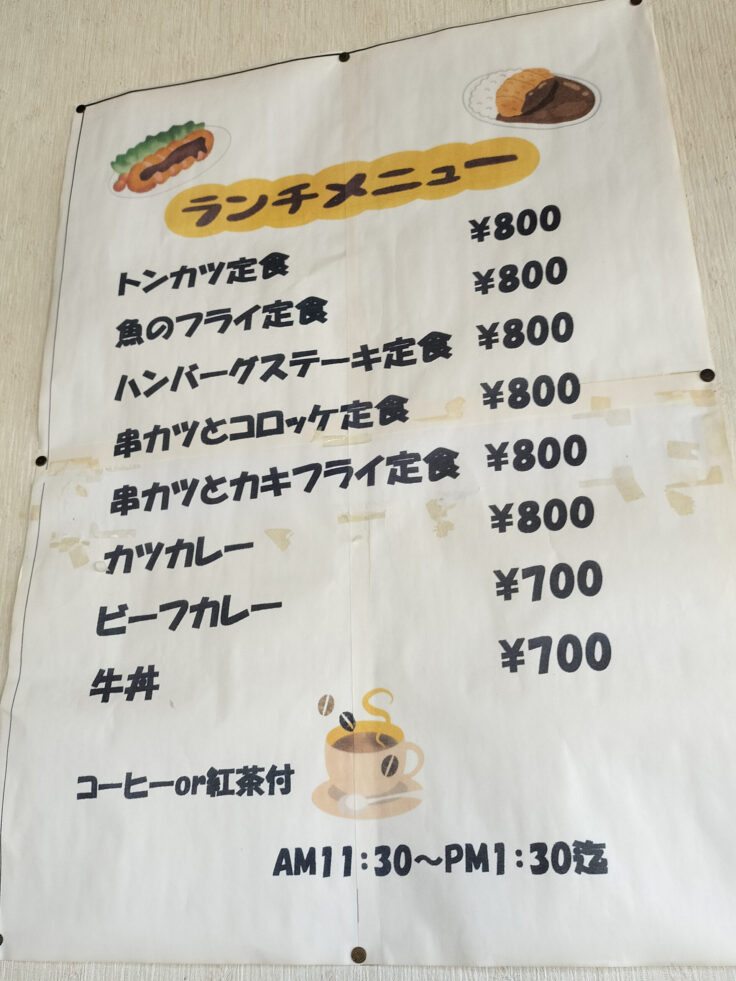 ランチメニュー
トンカツ定食 ¥800
魚のフライ定食 ¥800
ハンバーグステーキ定食 ¥800
串カツとコロッケ定食 ¥800
串カツとカキフライ定食 ¥800
カツカレー ¥800
ビーフカレー ¥700
牛丼 ¥700
コーヒーor紅茶付
AM11:30～PM1:30迄